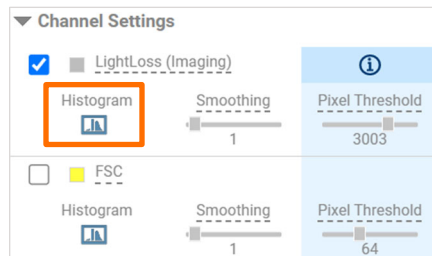 Channel Settings
LightLoss (Imaging)
Histogram Smoothing Pixel Threshold
1 3003
FSC
Histogram Smoothing Pixel Threshold
1 64